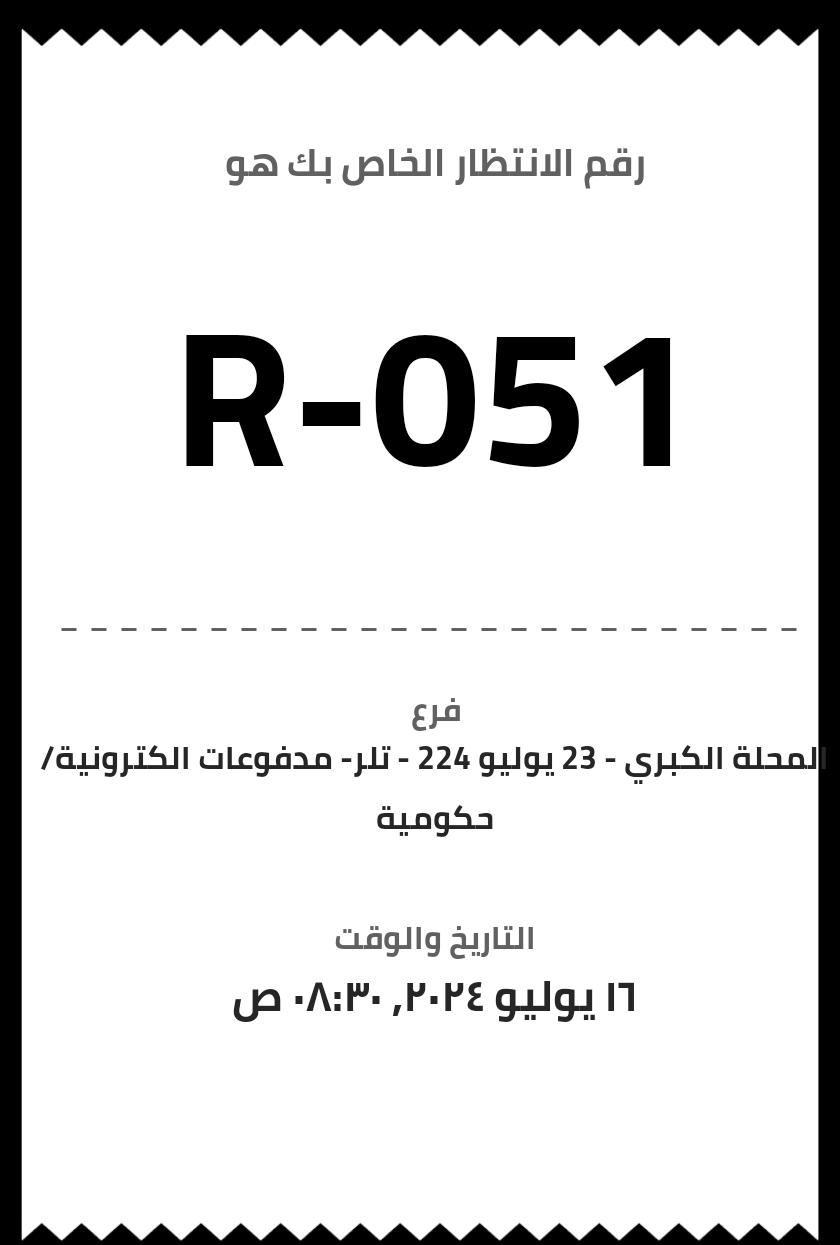 رقم الانتظار الخاص بك هو
R-051
فرع
المحلة الكبري - 23 يوليو 224 - تلر- مدفوعات الكترونية/
حكومية
التاريخ والوقت
١٦ يوليو ٢٠٢٤, ٠٨:٣٠ ص